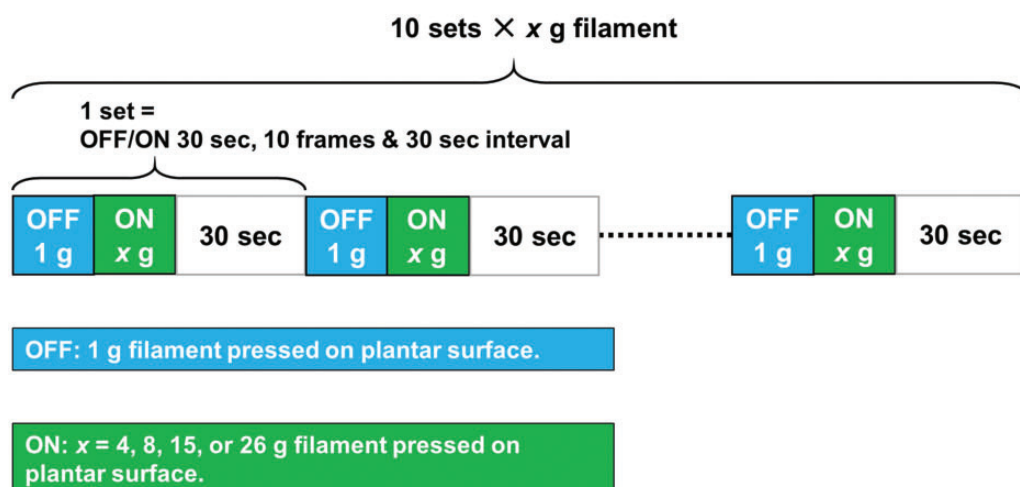 10 sets × x g filament
1 set =
OFF/ON 30 sec, 10 frames & 30 sec interval
OFF
1 g
ON
x g
30 sec
OFF
1 g
ON
x g
30 sec
OFF
1 g
ON
x g
30 sec
OFF: 1 g filament pressed on plantar surface.
ON: x = 4, 8, 15, or 26 g filament pressed on
plantar surface.